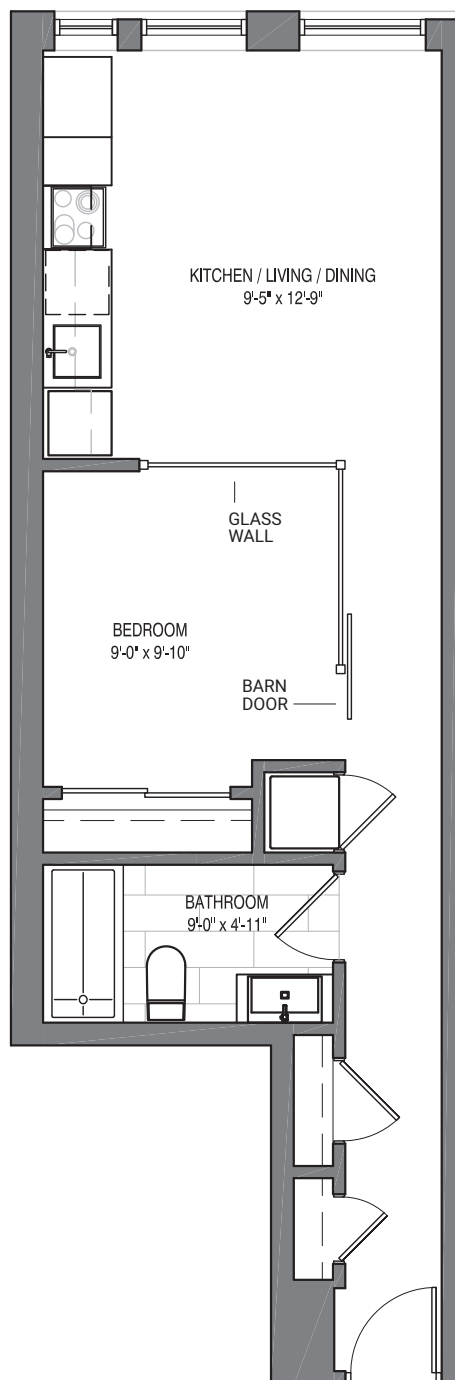 KITCHEN / LIVING / DINING
9'-5" x 12'-9"
GLASS
WALL
BEDROOM
9'-0" x 9'-10"
BARN
DOOR
BATHROOM
9'-0" x 4'-11"